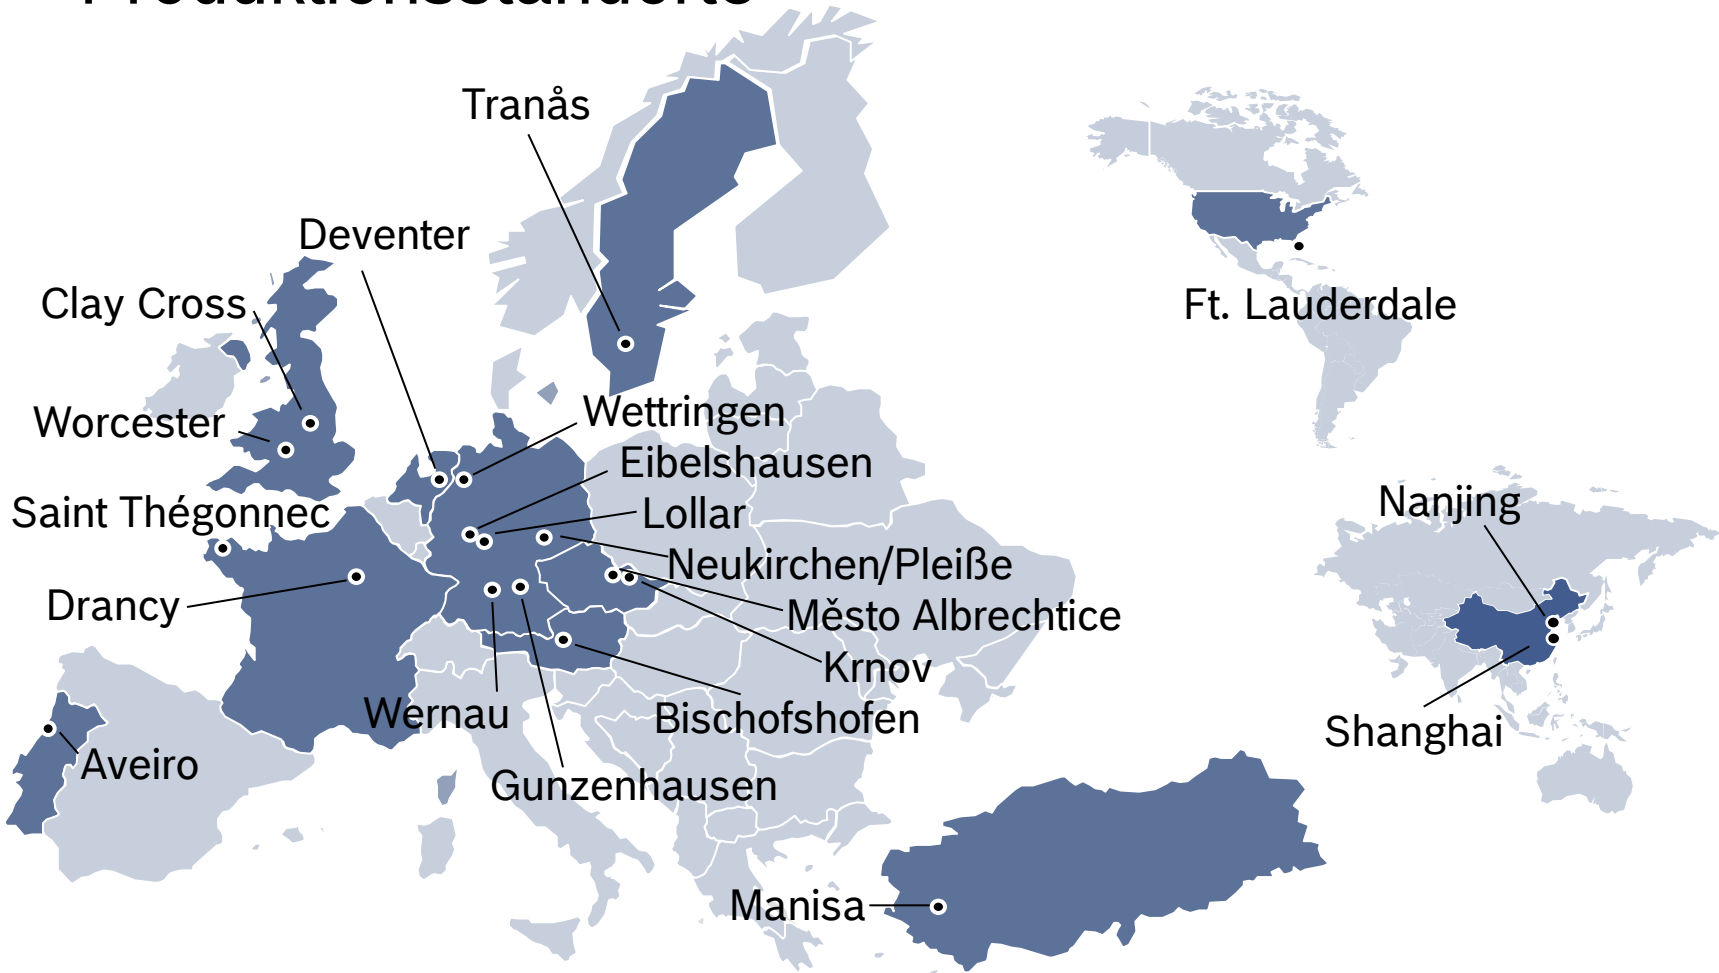 Produktionsstandorte
Tranås
Deventer
Clay Cross
Ft. Lauderdale
Worcester
Wettringen
Eibelshausen
Saint Thégonnec
Lollar
Nanjing
Neukirchen/Pleiße
Drancy
Město Albrechtice
Krnov
Wernau
Bischofshofen
Shanghai
Aveiro
Gunzenhausen
Manisa